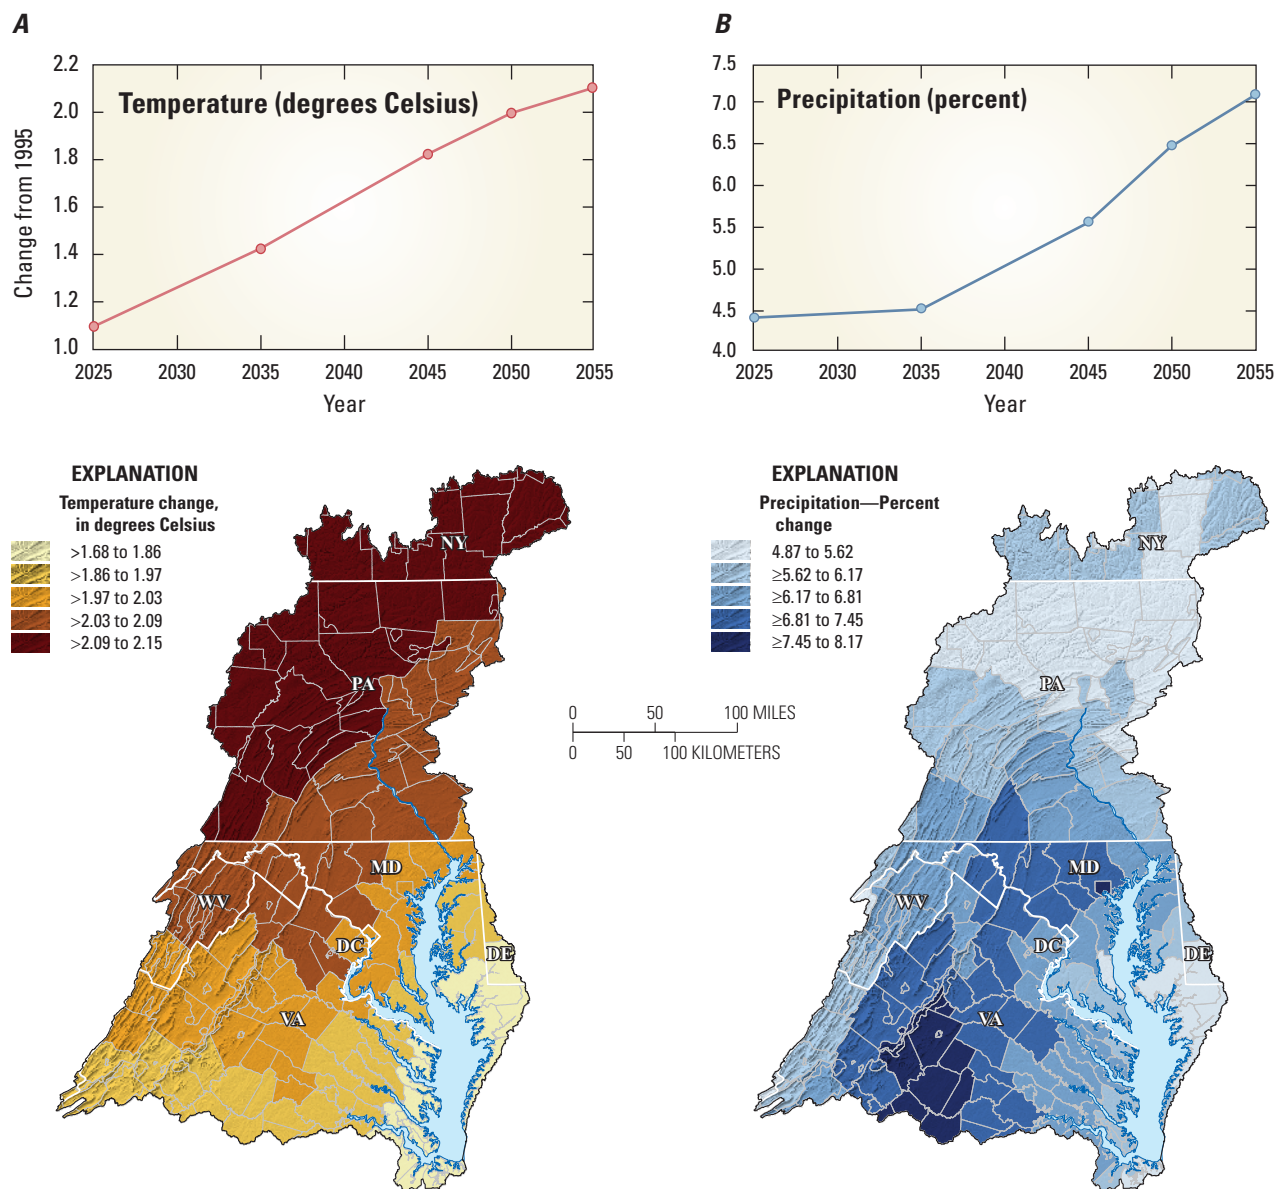 A
B
2.2
2.0
1.8
1.6
1.4
1.2
1.0
Change from 1995
Temperature (degrees Celsius)
2025 2030 2035 2040 2045 2050 2055
Year
7.5
7.0
6.5
6.0
5.5
5.0
4.5
4.0
Precipitation (percent)
2025 2030 2035 2040 2045 2050 2055
Year
EXPLANATION
Temperature change,
in degrees Celsius
>1.68 to 1.86
>1.86 to 1.97
>1.97 to 2.03
>2.03 to 2.09
>2.09 to 2.15
NY
PA
MD
WV
DC
DE
VA
0 50 100 MILES
0 50 100 KILOMETERS
EXPLANATION
Precipitation—Percent
change
4.87 to 5.62
≥5.62 to 6.17
≥6.17 to 6.81
≥6.81 to 7.45
≥7.45 to 8.17
NY
PA
MD
WV
DC
DE
VA